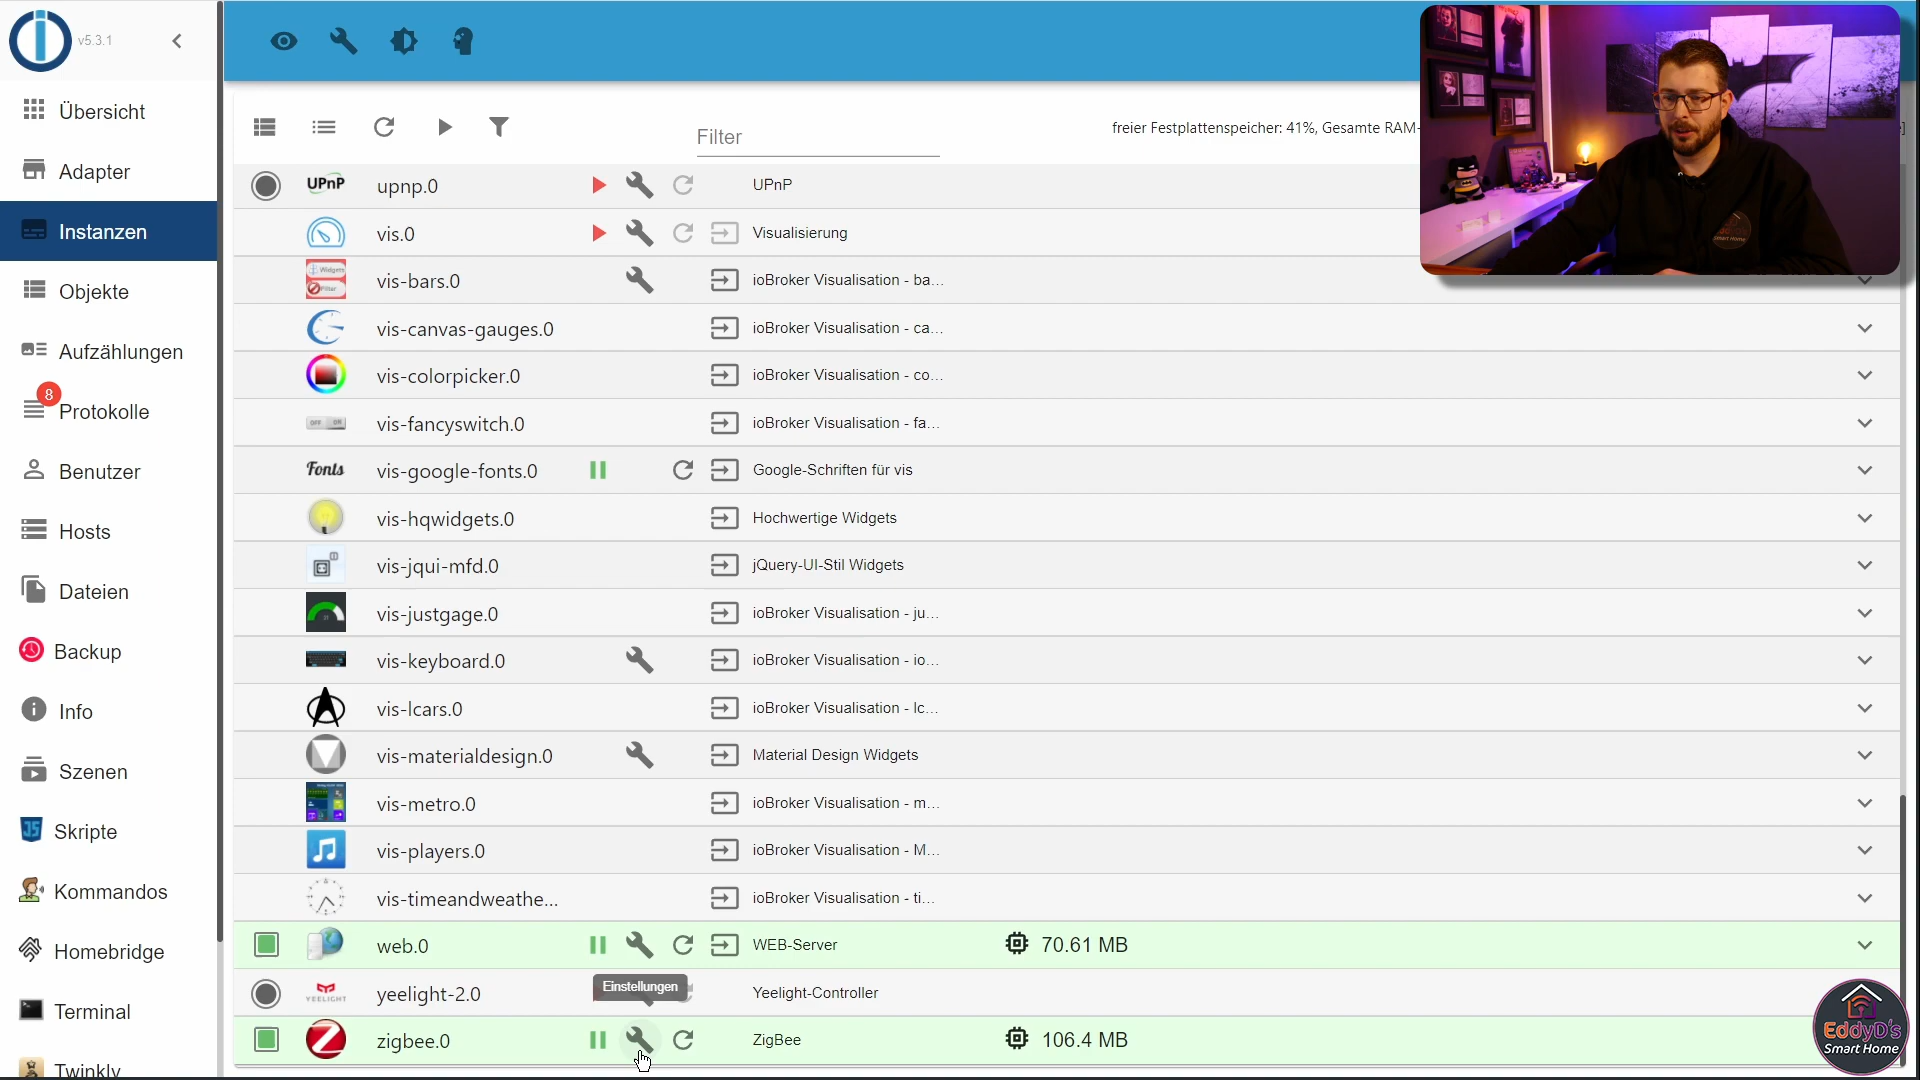 v5.3.1
Übersicht
Adapter
Instanzen
Objekte
Aufzählungen
8
Protokolle
Benutzer
Hosts
Dateien
Backup
Info
Szenen
JS
Skripte
Kommandos
Homebridge
Terminal
Twinkly
Filter
freier Festplattenspeicher: 41%, Gesamte RAM-
UPnP upnp.0 UPnP
vis.0 Visualisierung
Widgets
Filter
vis-bars.0 ioBroker Visualisation - ba...
vis-canvas-gauges.0 ioBroker Visualisation - ca...
vis-colorpicker.0 ioBroker Visualisation - co...
OFF vis-fancyswitch.0 ioBroker Visualisation - fa...
Fonts vis-google-fonts.0 Google-Schriften für vis
vis-hqwidgets.0 Hochwertige Widgets
vis-jqui-mfd.0 jQuery-UI-Stil Widgets
vis-justgage.0 ioBroker Visualisation - ju...
vis-keyboard.0 ioBroker Visualisation - io...
vis-lcars.0 ioBroker Visualisation - lc...
vis-materialdesign.0 Material Design Widgets
vis-metro.0 ioBroker Visualisation - m...
vis-players.0 ioBroker Visualisation - M...
vis-timeandweathe... ioBroker Visualisation - ti...
web.0 WEB-Server 70.61 MB
Einstellungen
YEELIGHT yeelight-2.0 Yeelight-Controller
zigbee.0 ZigBee 106.4 MB
EddyD's
Smart Home